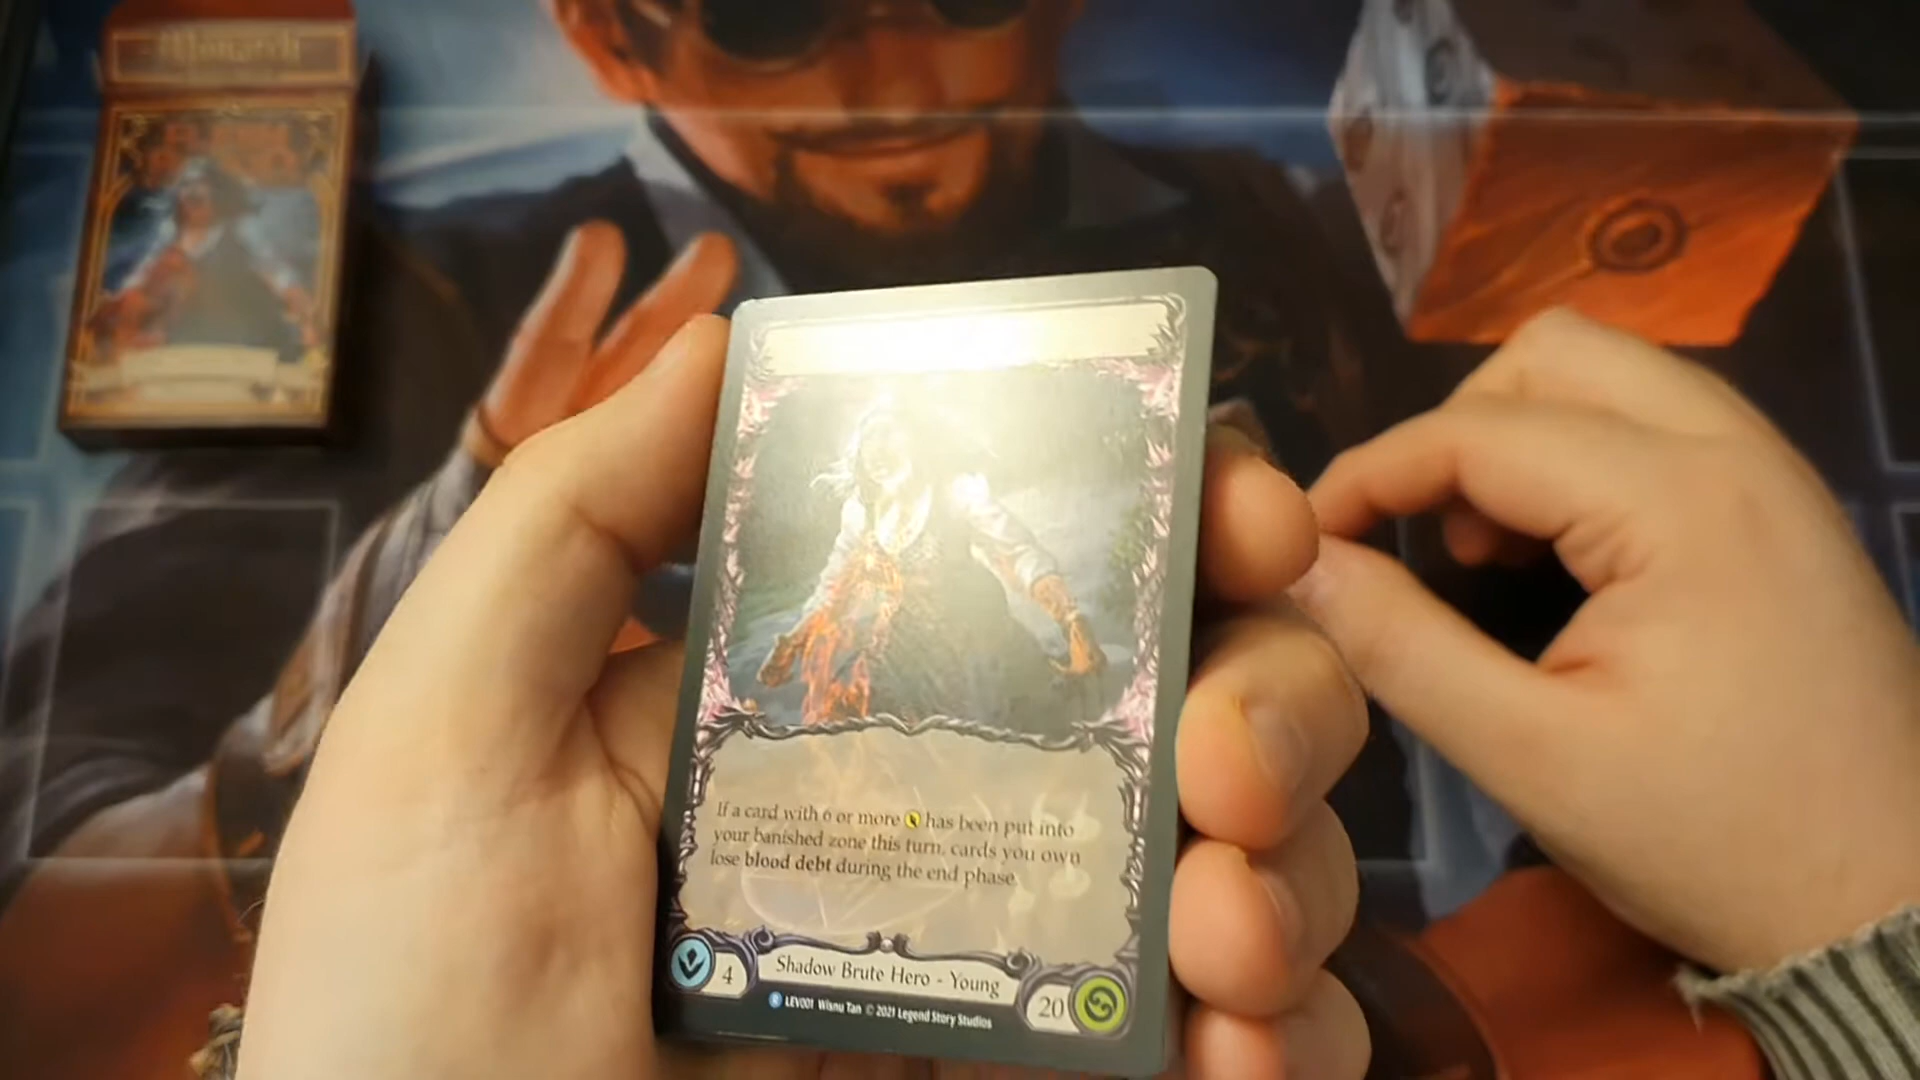 Monarch
FLESH
If a card with 6 or more has been put into
your banished zone this turn, cards you own
lose blood debt during the end phase.
4
Shadow Brute Hero - Young
20
R LEV001 Wisnu Tan © 2021 Legend Story Studios